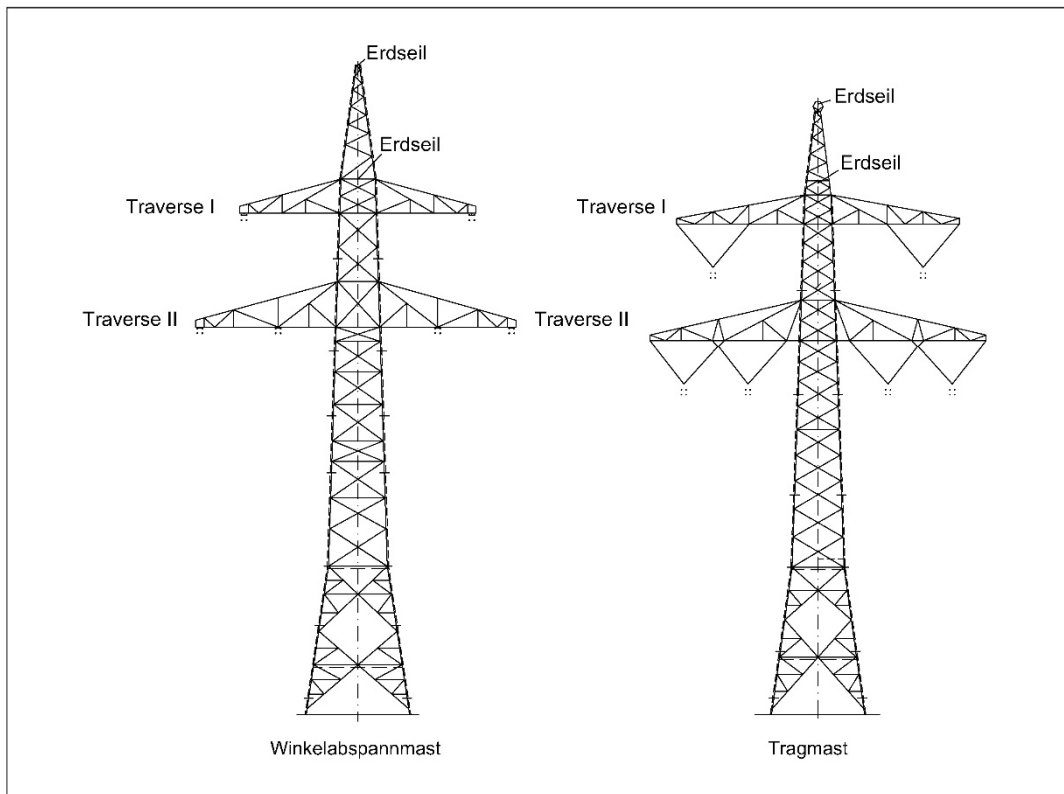 Erdseil
Erdseil
Traverse I
Traverse II
Winkelabspannmast
Erdseil
Erdseil
Traverse I
Traverse II
Tragmast